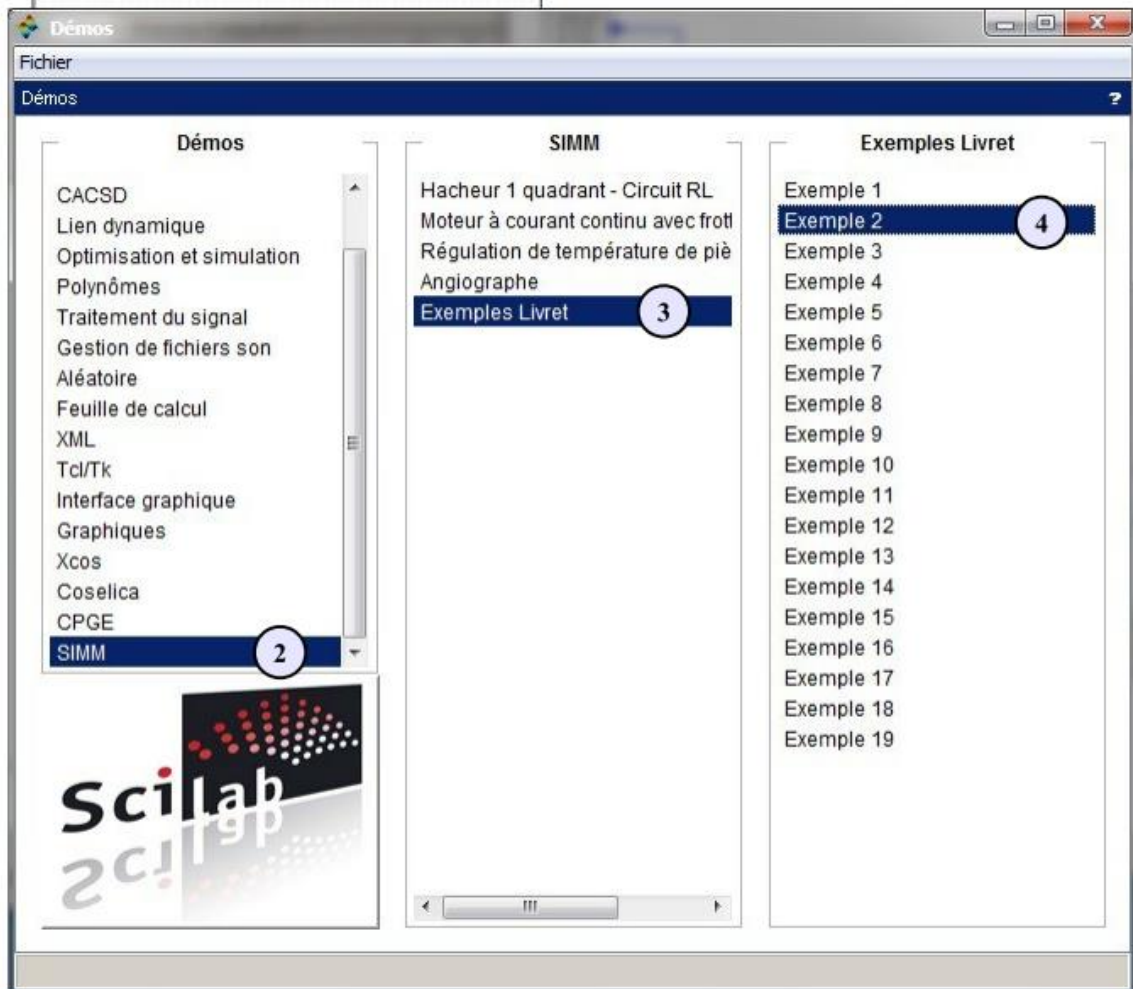 Démos
Fichier
Démos
?
Démos
CACSD
Lien dynamique
Optimisation et simulation
Polynômes
Traitement du signal
Gestion de fichiers son
Aléatoire
Feuille de calcul
XML
Tcl/Tk
Interface graphique
Graphiques
Xcos
Coselica
CPGE
SIMM
2
Scilab
SIMM
Hacheur 1 quadrant - Circuit RL
Moteur à courant continu avec frott
Régulation de température de piè
Angiographe
Exemples Livret
3
Exemples Livret
Exemple 1
Exemple 2
4
Exemple 3
Exemple 4
Exemple 5
Exemple 6
Exemple 7
Exemple 8
Exemple 9
Exemple 10
Exemple 11
Exemple 12
Exemple 13
Exemple 14
Exemple 15
Exemple 16
Exemple 17
Exemple 18
Exemple 19